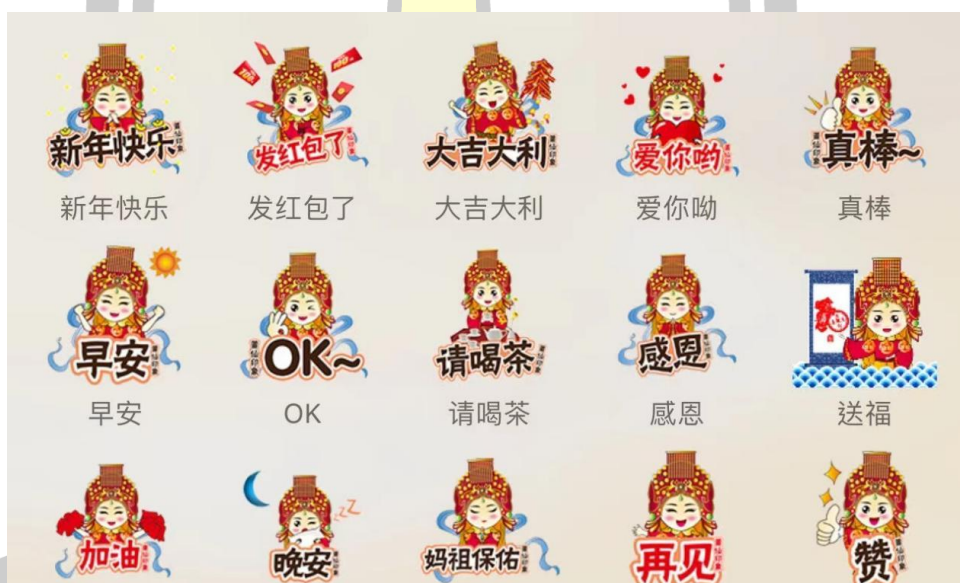 新年快乐 发红包了 大吉大利 爱你哟 真棒~
新年快乐 发红包了 大吉大利 爱你呦 真棒
早安 OK~ 请喝茶 感恩
早安 OK 请喝茶 感恩 送福
加油 晚安 妈祖保佑 再见 赞